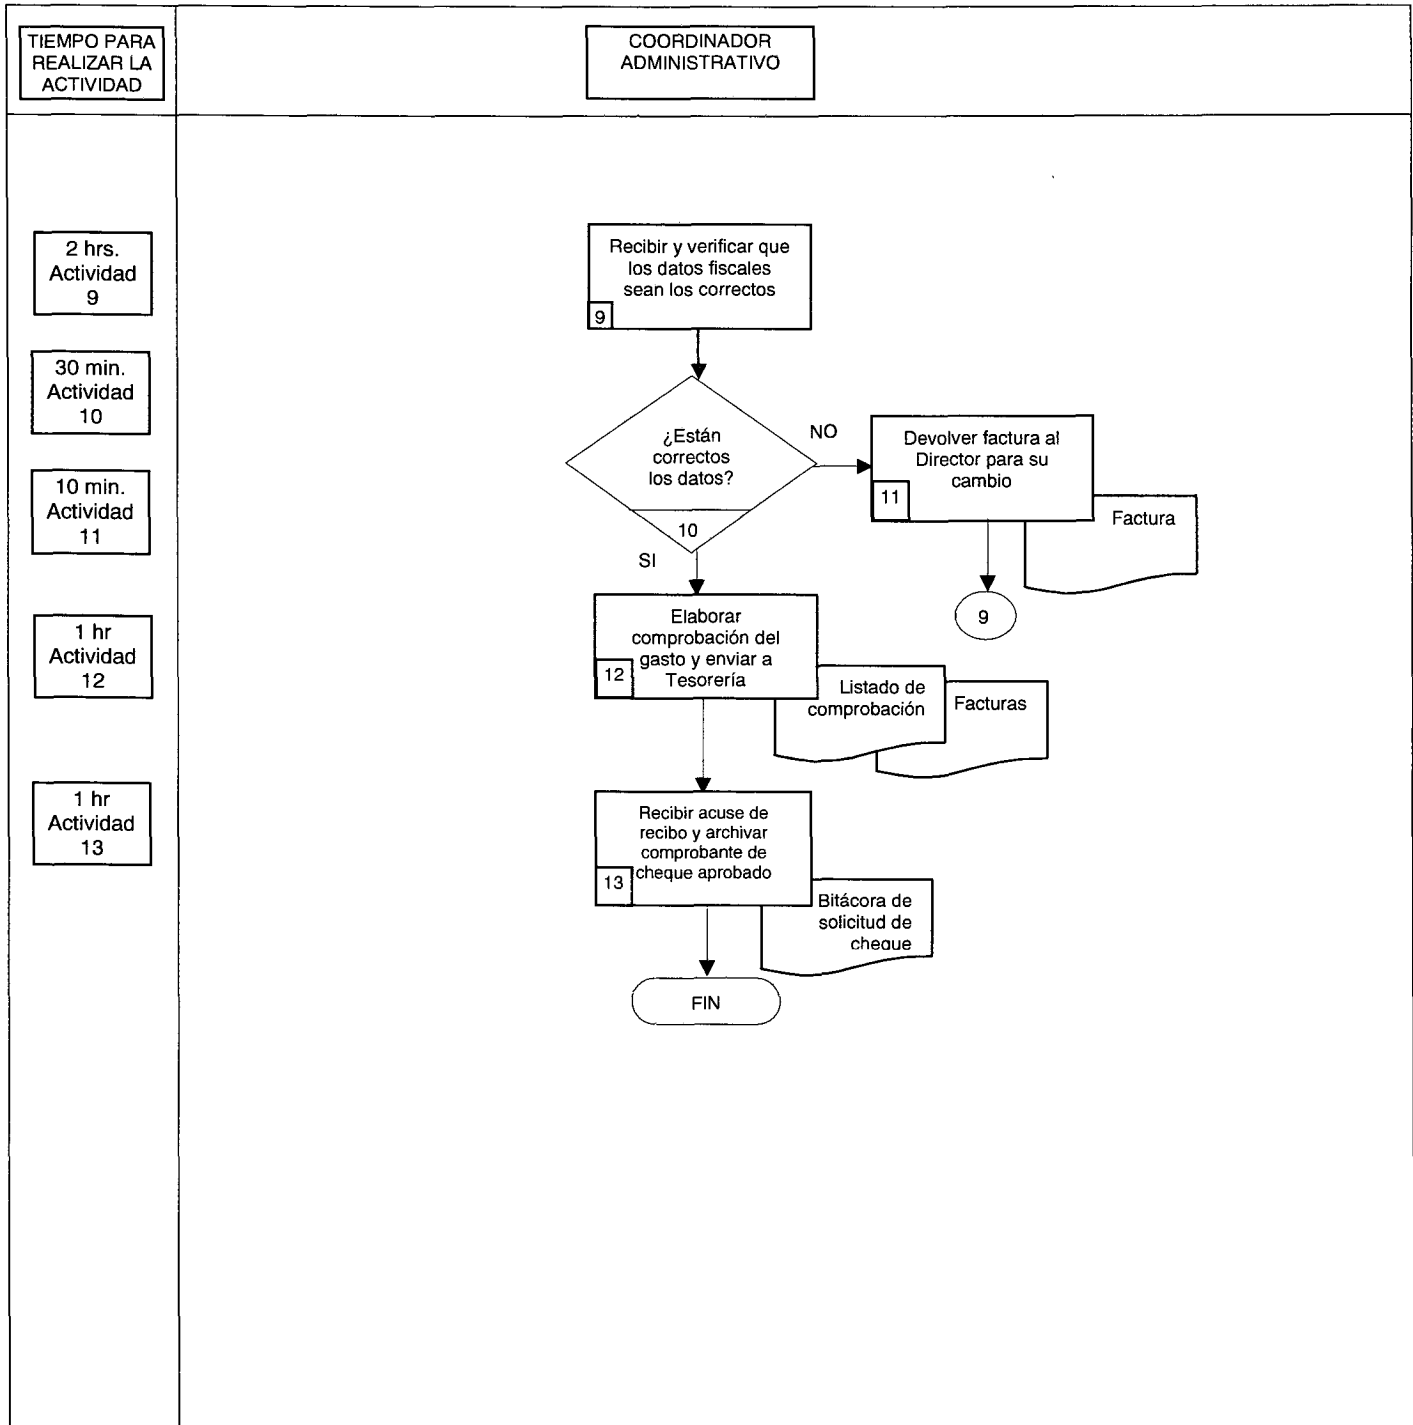 TIEMPO PARA
REALIZAR LA
ACTIVIDAD
COORDINADOR
ADMINISTRATIVO
2 hrs.
Actividad
9
Recibir y verificar que
los datos fiscales
sean los correctos
9
30 min.
Actividad
10
¿Están
correctos
los datos?
10
NO
SI
Devolver factura al
Director para su
cambio
11
Factura
9
10 min.
Actividad
11
1 hr
Actividad
12
Elaborar
comprobación del
gasto y enviar a
Tesorería
12
Listado de
comprobación
Facturas
1 hr
Actividad
13
Recibir acuse de
recibo y archivar
comprobante de
cheque aprobado
13
Bitácora de
solicitud de
cheque
FIN